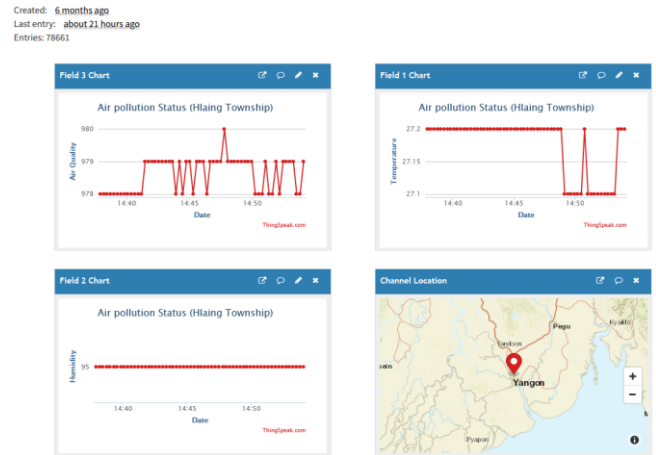 Created: 6 months ago
Last entry: about 21 hours ago
Entries: 78661
Field 3 Chart
Air pollution Status (Hlaing Township)
Air Quality
980
979
978
14:40 14:45 14:50
Date
ThingSpeak.com
Field 1 Chart
Air pollution Status (Hlaing Township)
Temperature
27.2
27.15
27.1
14:40 14:45 14:50
Date
ThingSpeak.com
Field 2 Chart
Air pollution Status (Hlaing Township)
Humidity
95
14:40 14:45 14:50
Date
ThingSpeak.com
Channel Location
Pegu
Yangon
Pyapon
+
−